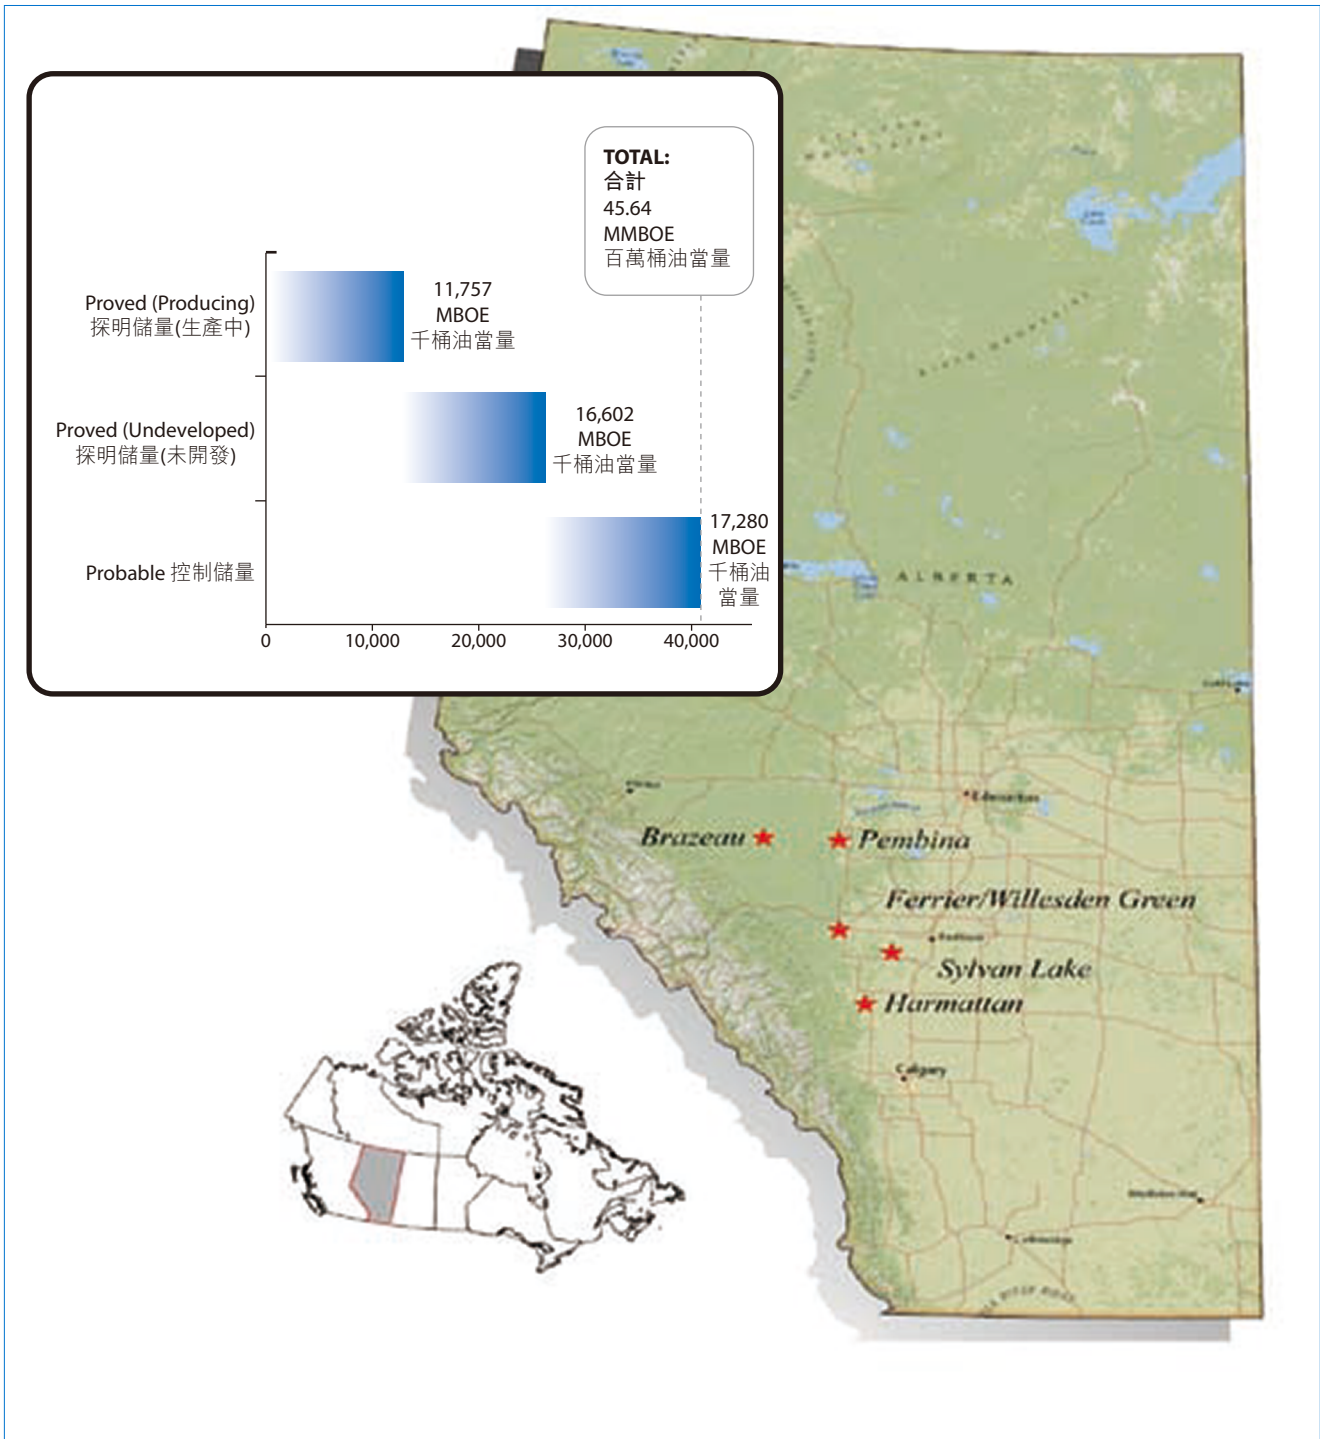 TOTAL:
合計
45.64
MMBOE
百萬桶油當量
Proved (Producing)
探明儲量(生產中)
11,757
MBOE
千桶油當量
Proved (Undeveloped)
探明儲量(未開發)
16,602
MBOE
千桶油當量
Probable 控制儲量
17,280
MBOE
千桶油
當量
0 10,000 20,000 30,000 40,000
ALBERTA
Edmonton
Brazeau
Pembina
Ferrier/Willesden Green
Sylvan Lake
Harmattan
Calgary